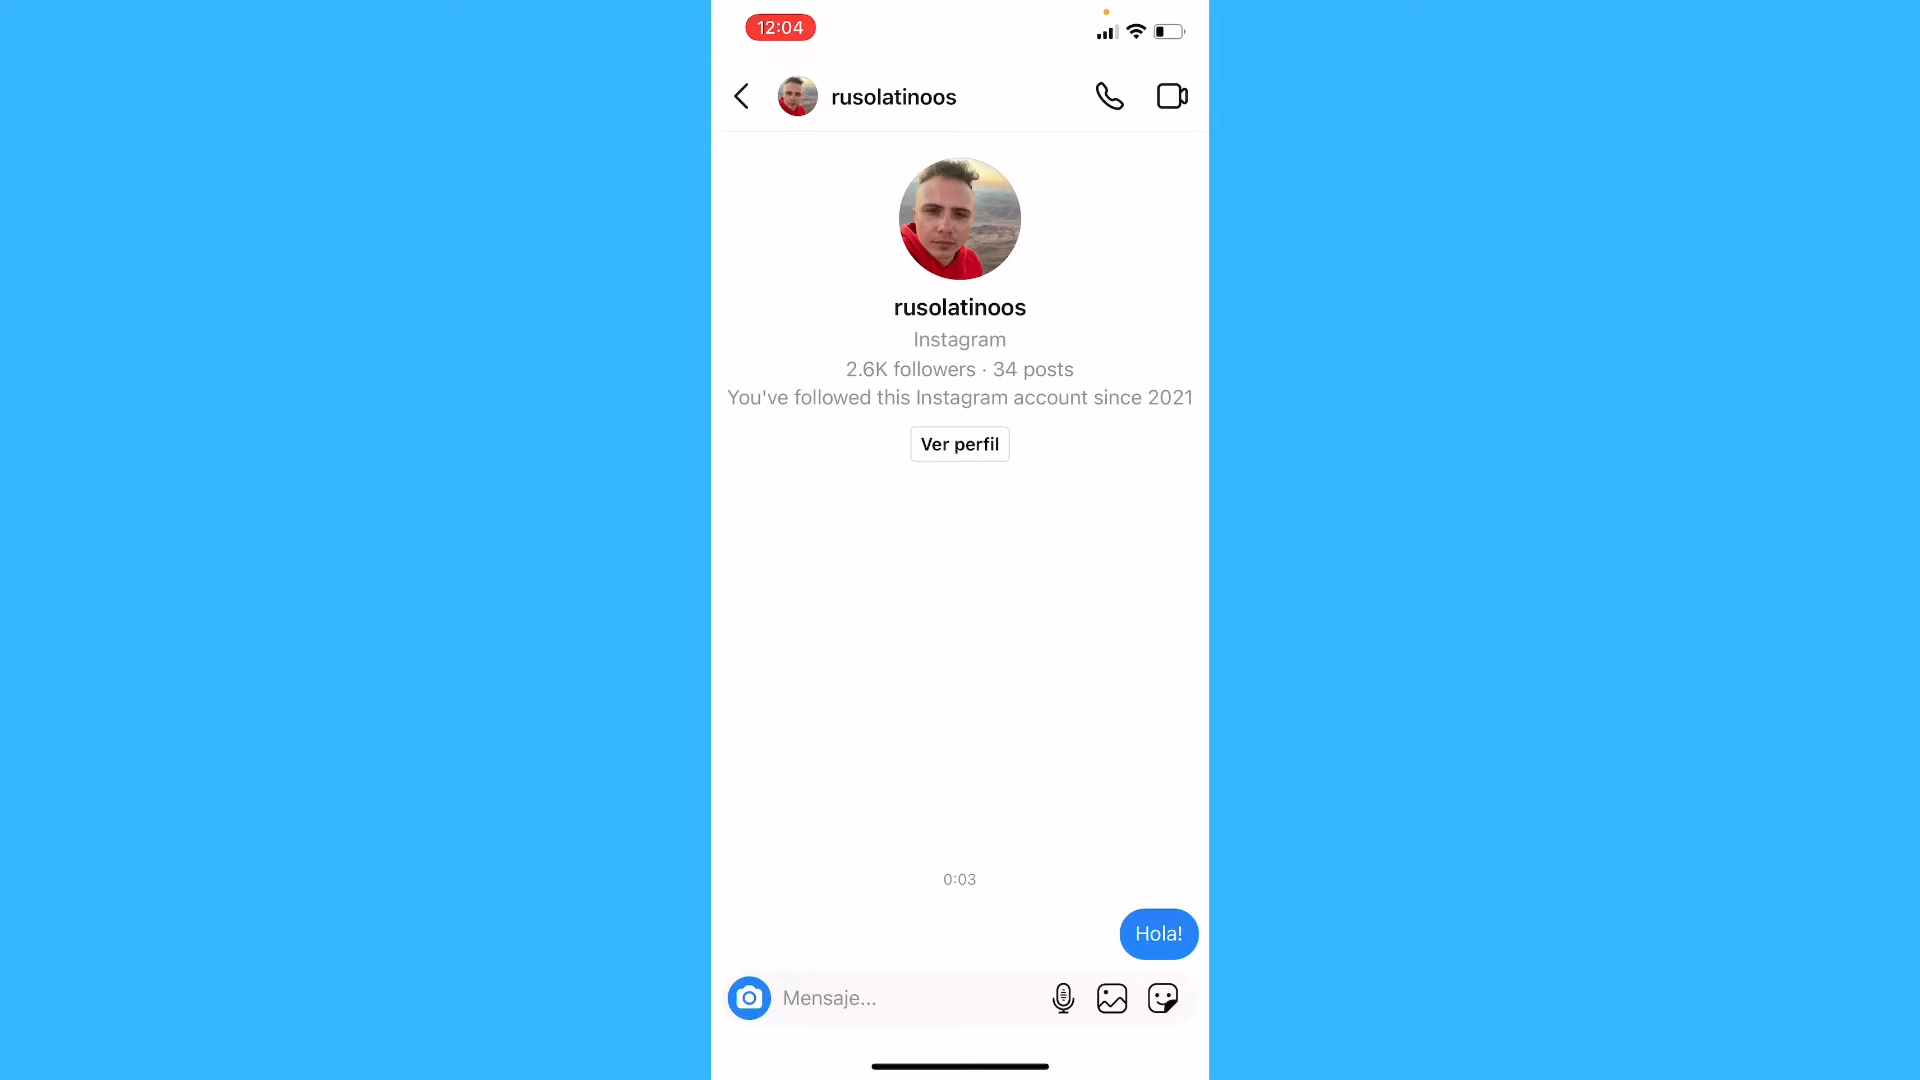 12:04
rusolatinoos
rusolatinoos
Instagram
2.6K followers · 34 posts
You've followed this Instagram account since 2021
Ver perfil
0:03
Hola!
Mensaje...